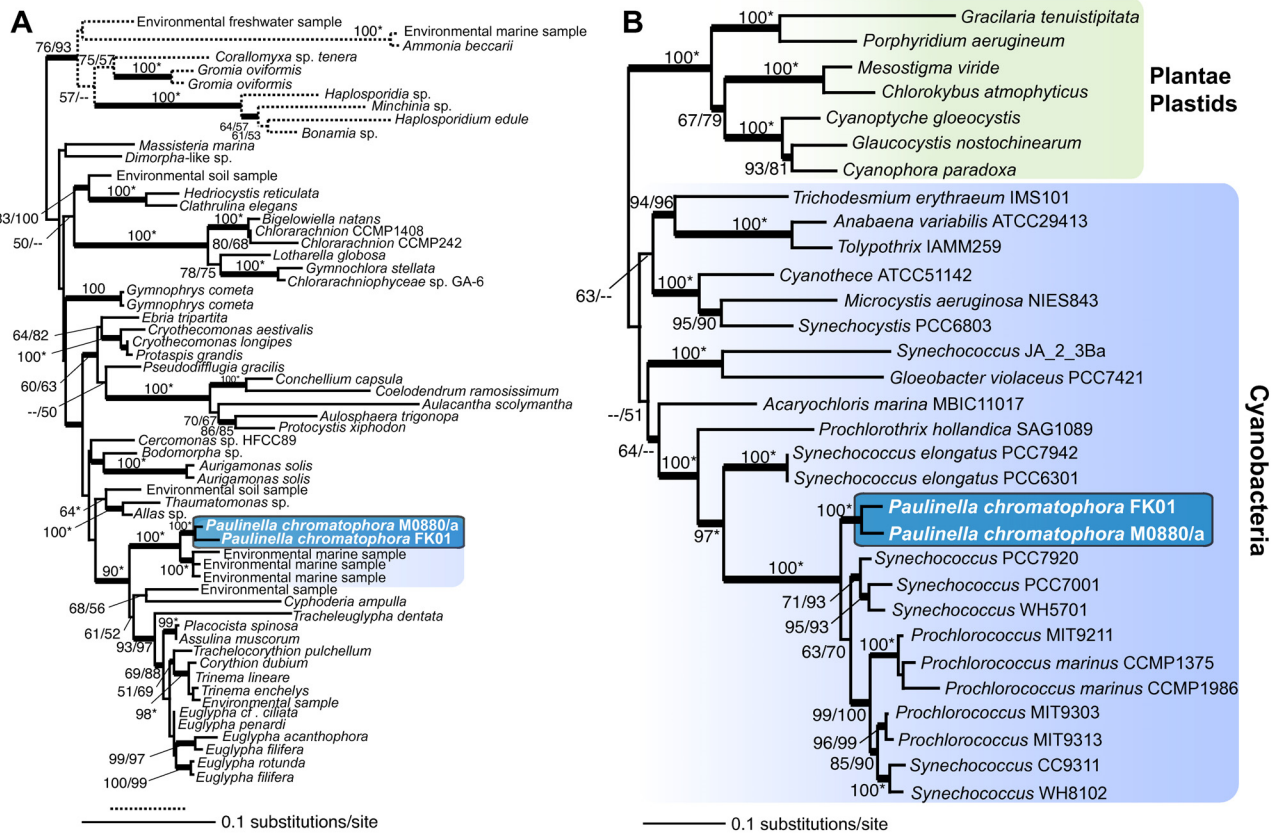 A
Environmental freshwater sample
100*
Environmental marine sample
Ammonia beccarii
76/93
75/57
Corallomyxa sp. tenera
100*
Gromia oviformis
Gromia oviformis
57/--
100*
Haplosporidia sp.
Minchinia sp.
Haplosporidium edule
64/57
61/53
Bonamia sp.
Massisteria marina
Dimorpha-like sp.
Environmental soil sample
100*
Hedriocystis reticulata
Clathrulina elegans
33/100
50/--
100*
100*
Bigelowiella natans
Chlorarachnion CCMP1408
80/68
Chlorarachnion CCMP242
Lotharella globosa
78/75
100*
Gymnochlora stellata
Chlorarachniophyceae sp. GA-6
100
Gymnophrys cometa
Gymnophrys cometa
Ebria tripartita
64/82
Cryothecomonas aestivalis
100*
Cryothecomonas longipes
Protaspis grandis
60/63
Pseudodifflugia gracilis
--/50
100*
100*
Conchellium capsula
Coelodendrum ramosissimum
Aulacantha scolymantha
70/67
Aulosphaera trigonopa
86/85
Protocystis xiphodon
Cercomonas sp. HFCC89
Bodomorpha sp.
100*
Aurigamonas solis
Aurigamonas solis
Environmental soil sample
64*
Thaumatomonas sp.
100*
Allas sp.
100*
100*
Paulinella chromatophora M0880/a
Paulinella chromatophora FK01
Environmental marine sample
100*
Environmental marine sample
Environmental marine sample
90*
Environmental sample
68/56
Cyphoderia ampulla
61/52
Tracheleuglypha dentata
93/97
99*
Placocista spinosa
Assulina muscorum
69/88
Trachelocorythion pulchellum
51/69
Corythion dubium
Trinema lineare
98*
Trinema enchelys
Environmental sample
Euglypha cf. ciliata
Euglypha penardi
99/97
Euglypha acanthophora
Euglypha filifera
100/99
Euglypha rotunda
Euglypha filifera
0.1 substitutions/site
B
100*
100*
Gracilaria tenuistipitata
Porphyridium aerugineum
100*
Mesostigma viride
Chlorokybus atmophyticus
67/79
100*
Cyanoptyche gloeocystis
Glaucocystis nostochinearum
93/81
Cyanophora paradoxa
Plantae
Plastids
94/96
Trichodesmium erythraeum IMS101
100*
Anabaena variabilis ATCC29413
Tolypothrix IAMM259
63/--
100*
Cyanothece ATCC51142
95/90
Microcystis aeruginosa NIES843
Synechocystis PCC6803
100*
Synechococcus JA_2_3Ba
Gloeobacter violaceus PCC7421
--/51
Acaryochloris marina MBIC11017
64/--
100*
Prochlorothrix hollandica SAG1089
100*
Synechococcus elongatus PCC7942
Synechococcus elongatus PCC6301
97*
100*
100*
Paulinella chromatophora FK01
Paulinella chromatophora M0880/a
Synechococcus PCC7920
71/93
Synechococcus PCC7001
95/93
Synechococcus WH5701
63/70
100*
Prochlorococcus MIT9211
Prochlorococcus marinus CCMP1375
Prochlorococcus marinus CCMP1986
99/100
Prochlorococcus MIT9303
96/99
Prochlorococcus MIT9313
85/90
Synechococcus CC9311
100*
Synechococcus WH8102
Cyanobacteria
0.1 substitutions/site